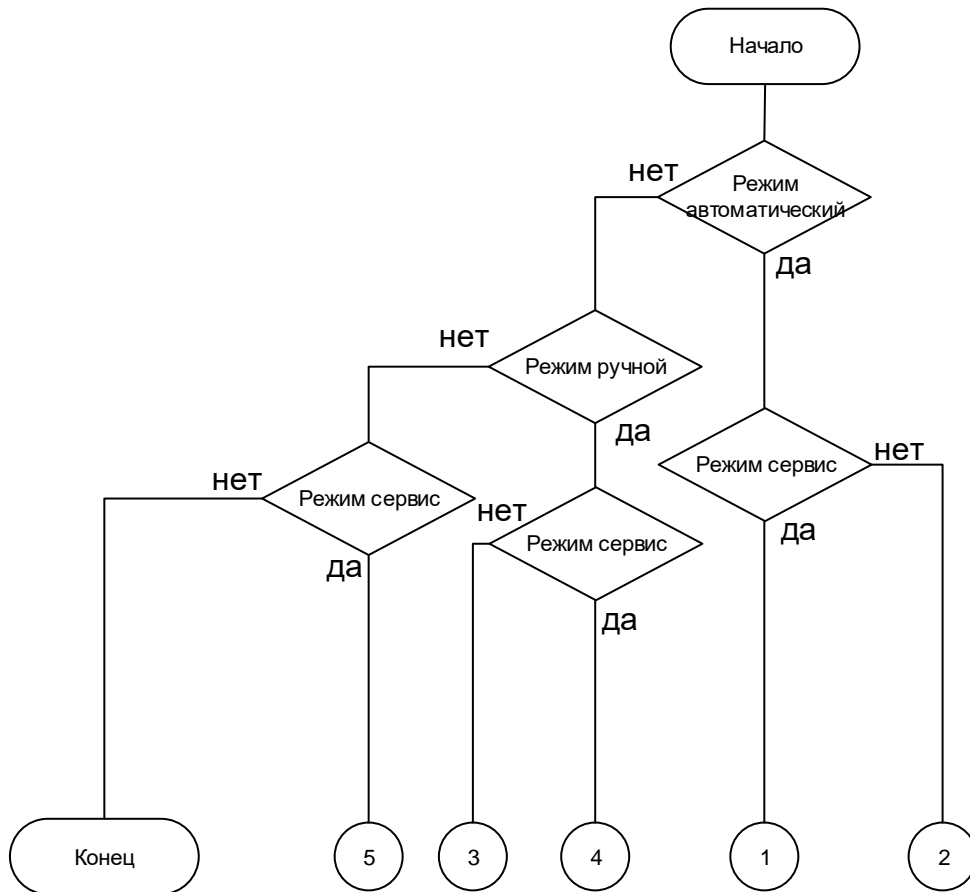 Начало
нет
Режим
автоматический
да
нет
Режим ручной
да
нет
Режим сервис
да
нет
Режим сервис
да
Режим сервис
нет
да
Конец
5
3
4
1
2